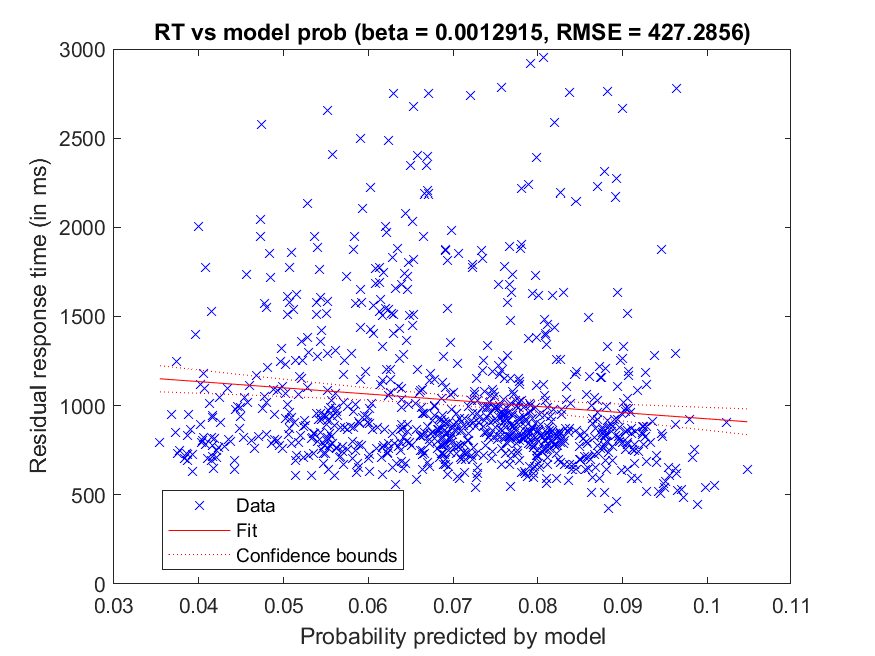 RT vs model prob (beta = 0.0012915, RMSE = 427.2856)
3000
2500
2000
1500
1000
500
0
Residual response time (in ms)
Data
Fit
Confidence bounds
0.03 0.04 0.05 0.06 0.07 0.08 0.09 0.1 0.11
Probability predicted by model